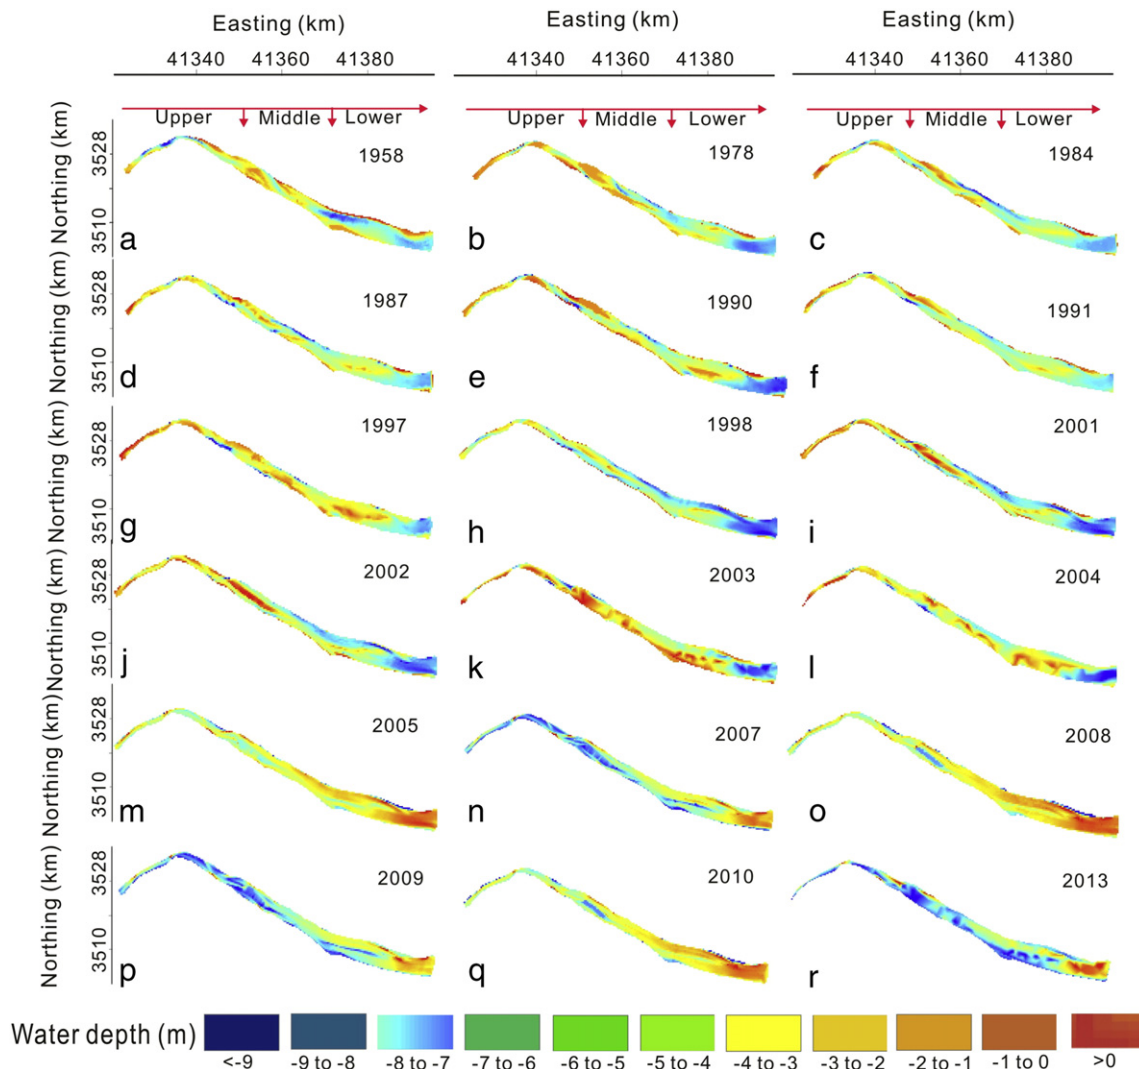 Easting (km) Easting (km) Easting (km)
41340 41360 41380 41340 41360 41380 41340 41360 41380
Upper Middle Lower Upper Middle Lower Upper Middle Lower
Northing (km) 3528 3510 1958 1978 1984
a b c
Northing (km) 3528 3510 1987 1990 1991
d e f
Northing (km) 3528 3510 1997 1998 2001
g h i
Northing (km) 3528 3510 2002 2003 2004
j k l
Northing (km) 3528 3510 2005 2007 2008
m n o
Northing (km) 3528 3510 2009 2010 2013
p q r
Water depth (m)
<-9 -9 to -8 -8 to -7 -7 to -6 -6 to -5 -5 to -4 -4 to -3 -3 to -2 -2 to -1 -1 to 0 >0